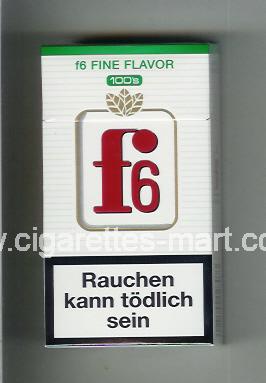 f6 FINE FLAVOR
100's
f6
www.cigarettes-mart.com
Rauchen
kann tödlich
sein